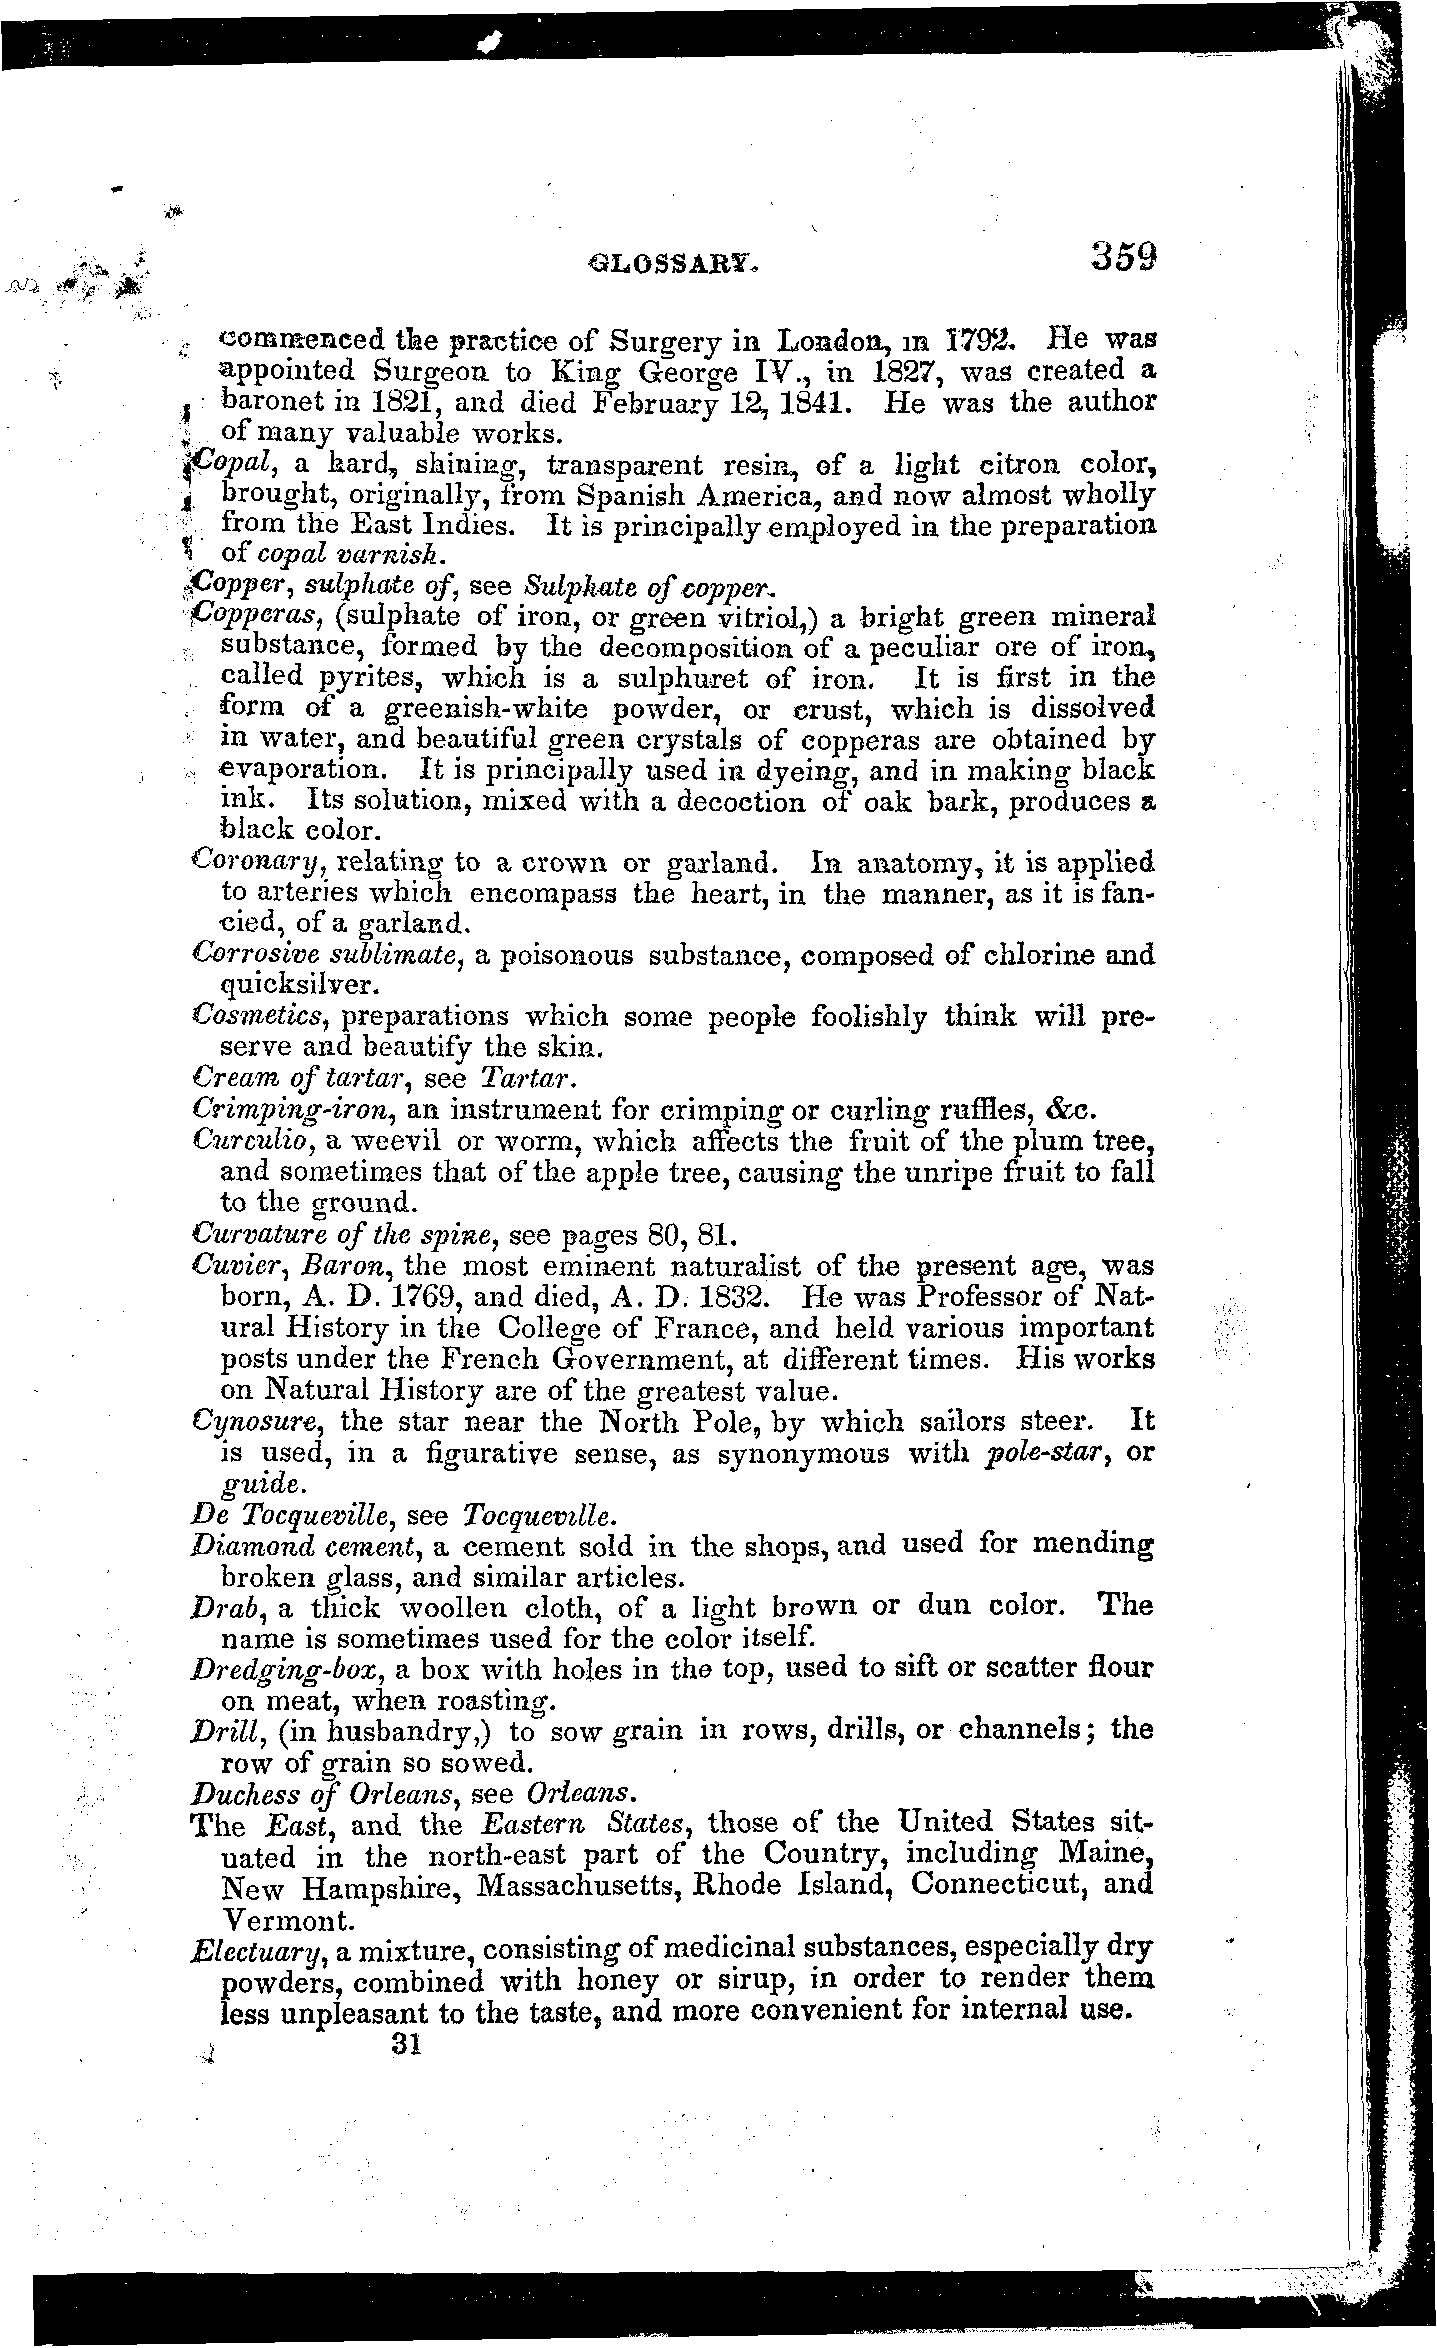 GLOSSARY. 359
commenced the practice of Surgery in London, in 1792. He was
appointed Surgeon to King George IV., in 1827, was created a
baronet in 1821, and died February 12, 1841. He was the author
of many valuable works.
Copal, a hard, shining, transparent resin, of a light citron color,
brought, originally, from Spanish America, and now almost wholly
from the East Indies. It is principally employed in the preparation
of copal varnish.
Copper, sulphate of, see Sulphate of copper.
Copperas, (sulphate of iron, or green vitriol,) a bright green mineral
substance, formed by the decomposition of a peculiar ore of iron,
called pyrites, which is a sulphuret of iron. It is first in the
form of a greenish-white powder, or crust, which is dissolved
in water, and beautiful green crystals of copperas are obtained by
evaporation. It is principally used in dyeing, and in making black
ink. Its solution, mixed with a decoction of oak bark, produces a
black color.
Coronary, relating to a crown or garland. In anatomy, it is applied
to arteries which encompass the heart, in the manner, as it is fan-
cied, of a garland.
Corrosive sublimate, a poisonous substance, composed of chlorine and
quicksilver.
Cosmetics, preparations which some people foolishly think will pre-
serve and beautify the skin.
Cream of tartar, see Tartar.
Crimping-iron, an instrument for crimping or curling ruffles, &c.
Curculio, a weevil or worm, which affects the fruit of the plum tree,
and sometimes that of the apple tree, causing the unripe fruit to fall
to the ground.
Curvature of the spine, see pages 80, 81.
Cuvier, Baron, the most eminent naturalist of the present age, was
born, A. D. 1769, and died, A. D. 1832. He was Professor of Nat-
ural History in the College of France, and held various important
posts under the French Government, at different times. His works
on Natural History are of the greatest value.
Cynosure, the star near the North Pole, by which sailors steer. It
is used, in a figurative sense, as synonymous with pole-star, or
guide.
De Tocqueville, see Tocqueville.
Diamond cement, a cement sold in the shops, and used for mending
broken glass, and similar articles.
Drab, a thick woollen cloth, of a light brown or dun color. The
name is sometimes used for the color itself.
Dredging-box, a box with holes in the top, used to sift or scatter flour
on meat, when roasting.
Drill, (in husbandry,) to sow grain in rows, drills, or channels; the
row of grain so sowed.
Duchess of Orleans, see Orleans.
The East, and the Eastern States, those of the United States sit-
uated in the north-east part of the Country, including Maine,
New Hampshire, Massachusetts, Rhode Island, Connecticut, and
Vermont.
Electuary, a mixture, consisting of medicinal substances, especially dry
powders, combined with honey or sirup, in order to render them
less unpleasant to the taste, and more convenient for internal use.
31